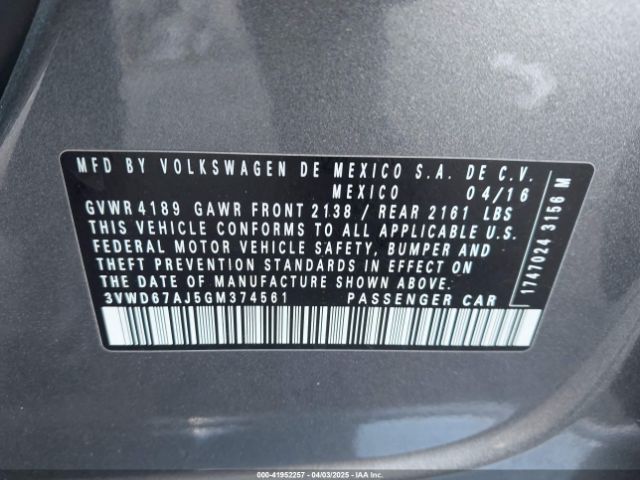 MFD BY VOLKSWAGEN DE MEXICO S.A. DE C.V.
MEXICO 04/16
GVWR 4189 GAWR FRONT 2138 / REAR 2161 LBS
THIS VEHICLE CONFORMS TO ALL APPLICABLE U.S.
FEDERAL MOTOR VEHICLE SAFETY, BUMPER AND
THEFT PREVENTION STANDARDS IN EFFECT ON
THE DATE OF MANUFACTURE SHOWN ABOVE.
3VWD67AJ5GM374561 PASSENGER CAR
1747024 3156 M
000-41952257 - 04/03/2025 - IAAI. Inc.